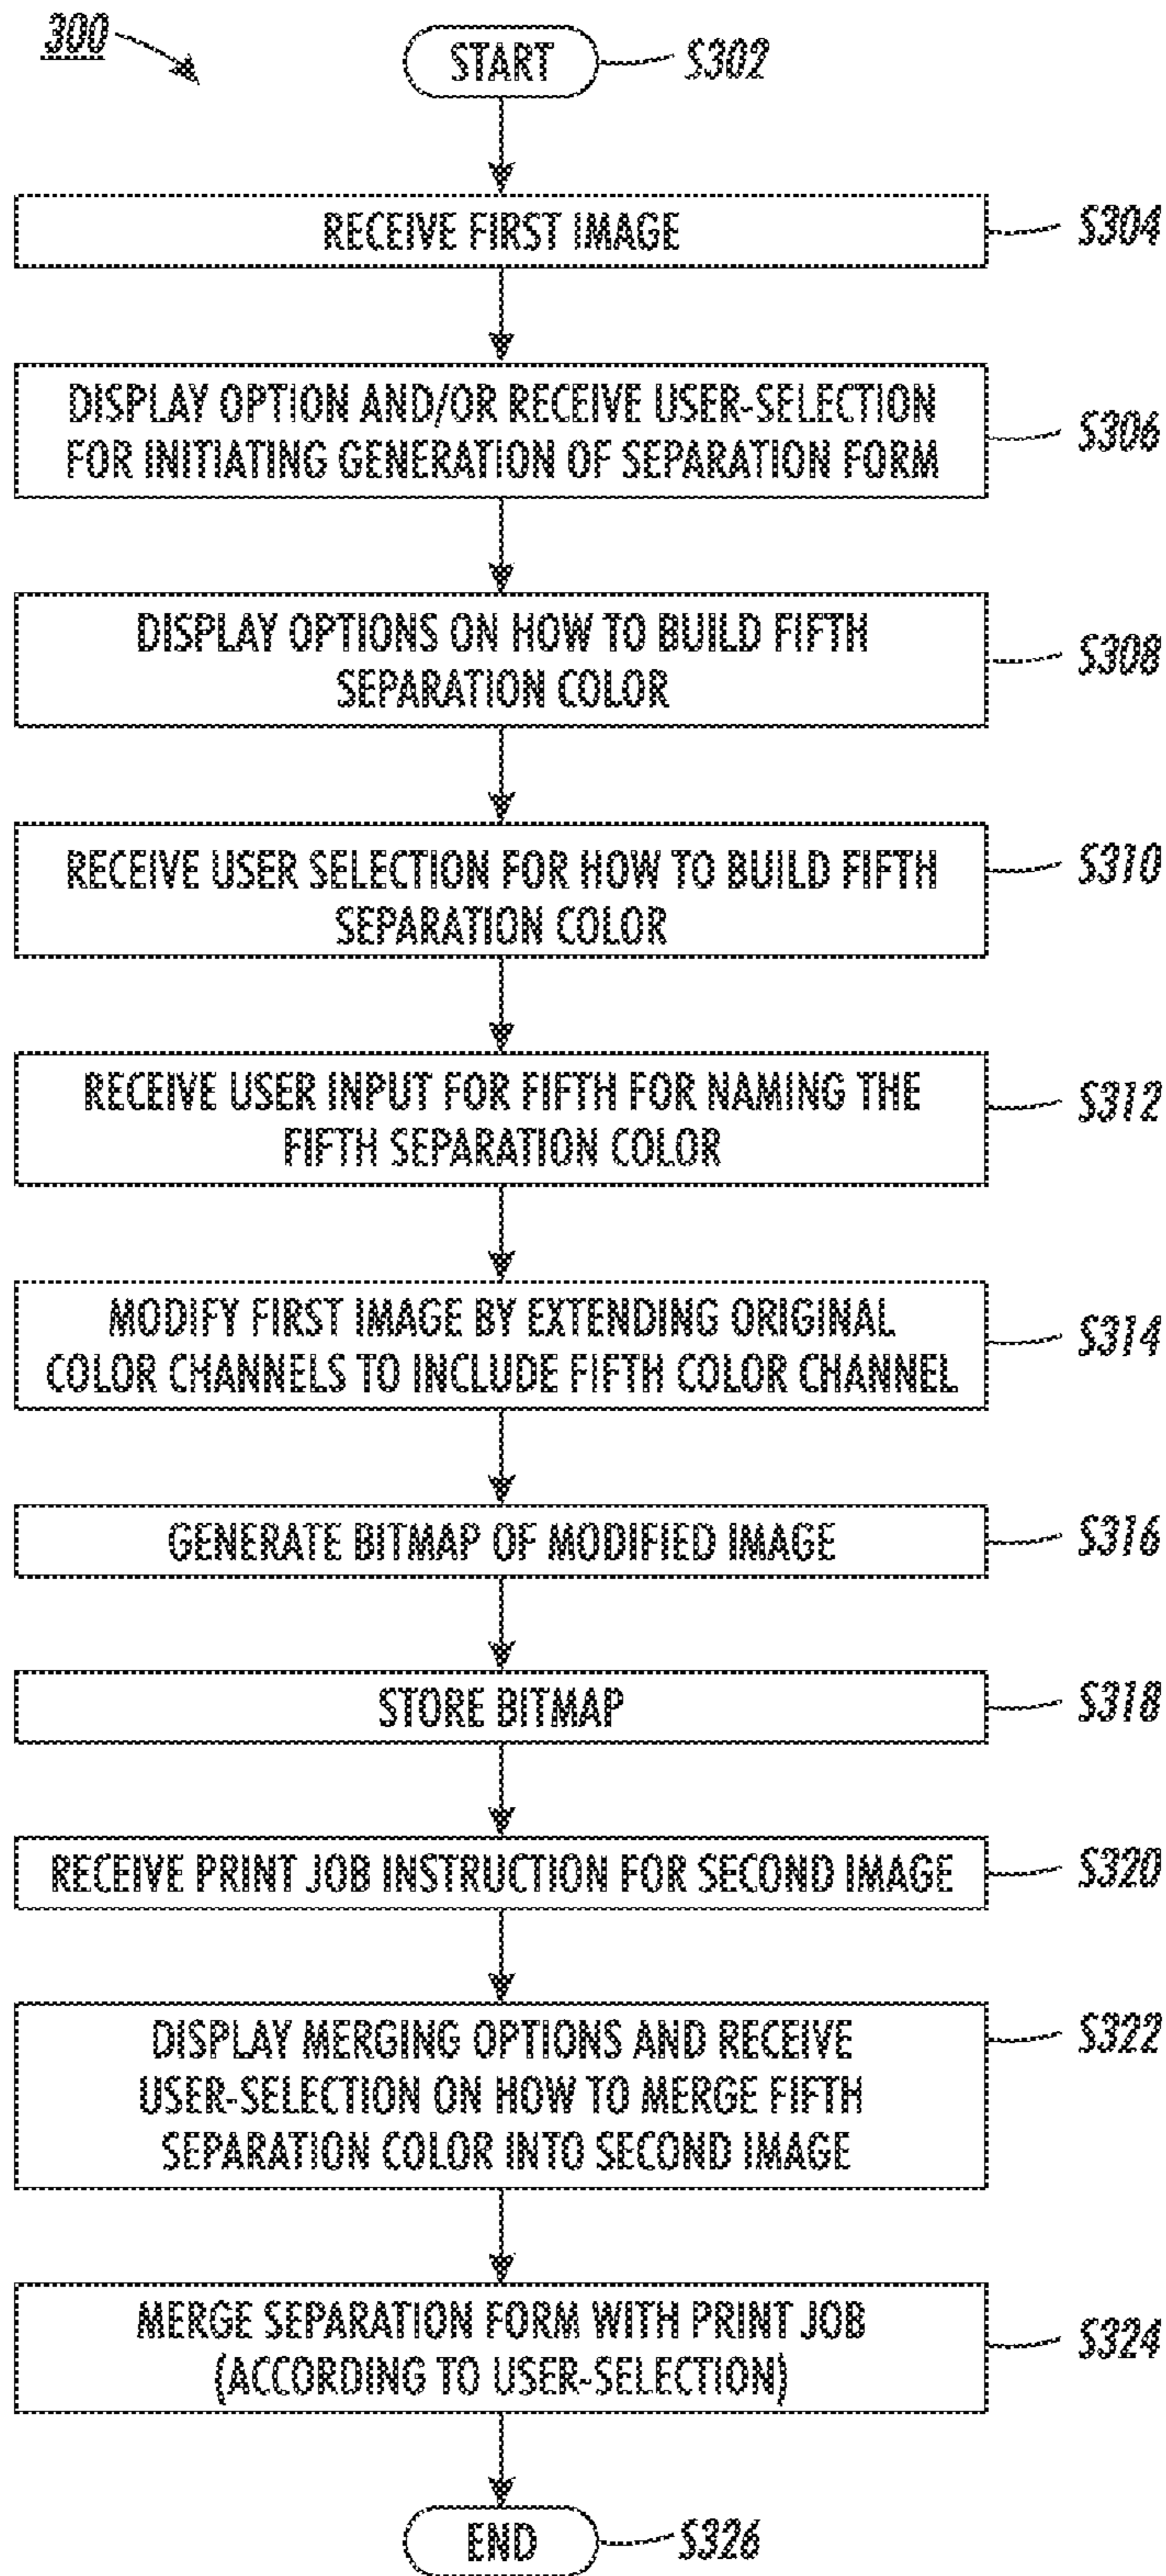 300
START
S302
RECEIVE FIRST IMAGE
S304
DISPLAY OPTION AND/OR RECEIVE USER-SELECTION
FOR INITIATING GENERATION OF SEPARATION FORM
S306
DISPLAY OPTIONS ON HOW TO BUILD FIFTH
SEPARATION COLOR
S308
RECEIVE USER SELECTION FOR HOW TO BUILD FIFTH
SEPARATION COLOR
S310
RECEIVE USER INPUT FOR FIFTH FOR NAMING THE
FIFTH SEPARATION COLOR
S312
MODIFY FIRST IMAGE BY EXTENDING ORIGINAL
COLOR CHANNELS TO INCLUDE FIFTH COLOR CHANNEL
S314
GENERATE BITMAP OF MODIFIED IMAGE
S316
STORE BITMAP
S318
RECEIVE PRINT JOB INSTRUCTION FOR SECOND IMAGE
S320
DISPLAY MERGING OPTIONS AND RECEIVE
USER-SELECTION ON HOW TO MERGE FIFTH
SEPARATION COLOR INTO SECOND IMAGE
S322
MERGE SEPARATION FORM WITH PRINT JOB
(ACCORDING TO USER-SELECTION)
S324
END
S326